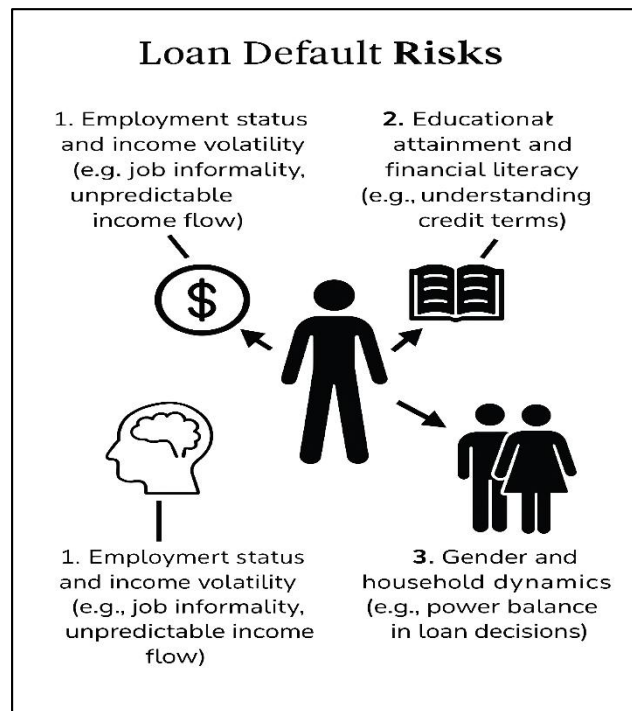 Loan Default Risks
1. Employment status
and income volatility
(e.g. job informality,
unpredictable
income flow)
2. Educational
attainment and
financial literacy
(e.g., understanding
credit terms)
$
1. Employmert status
and income volatility
(e.g., job informality,
unpredictable income
flow)
3. Gender and
household dynamics
(e.g., power balance
in loan decisions)